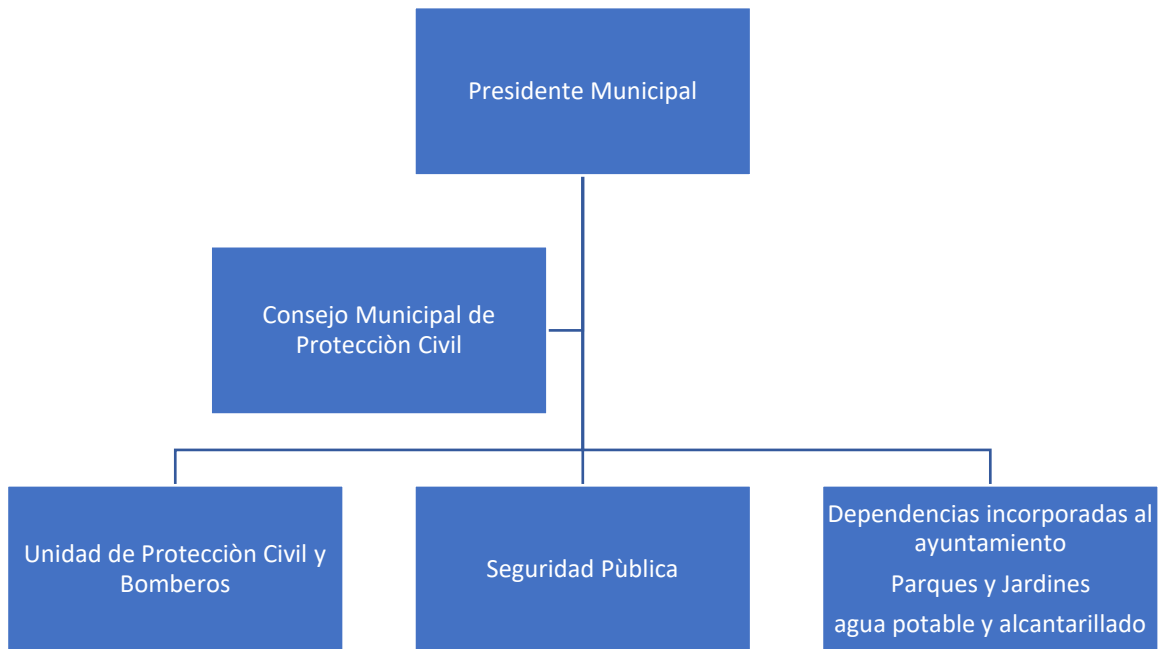 Presidente Municipal
Consejo Municipal de
Protecciòn Civil
Unidad de Protecciòn Civil y
Bomberos
Seguridad Pùblica
Dependencias incorporadas al
ayuntamiento
Parques y Jardines
agua potable y alcantarillado